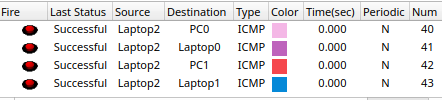 Fire Last Status Source Destination Type Color Time(sec) Periodic Num
Successful Laptop2 PC0 ICMP 0.000 N 40
Successful Laptop2 Laptop0 ICMP 0.000 N 41
Successful Laptop2 PC1 ICMP 0.000 N 42
Successful Laptop2 Laptop1 ICMP 0.000 N 43